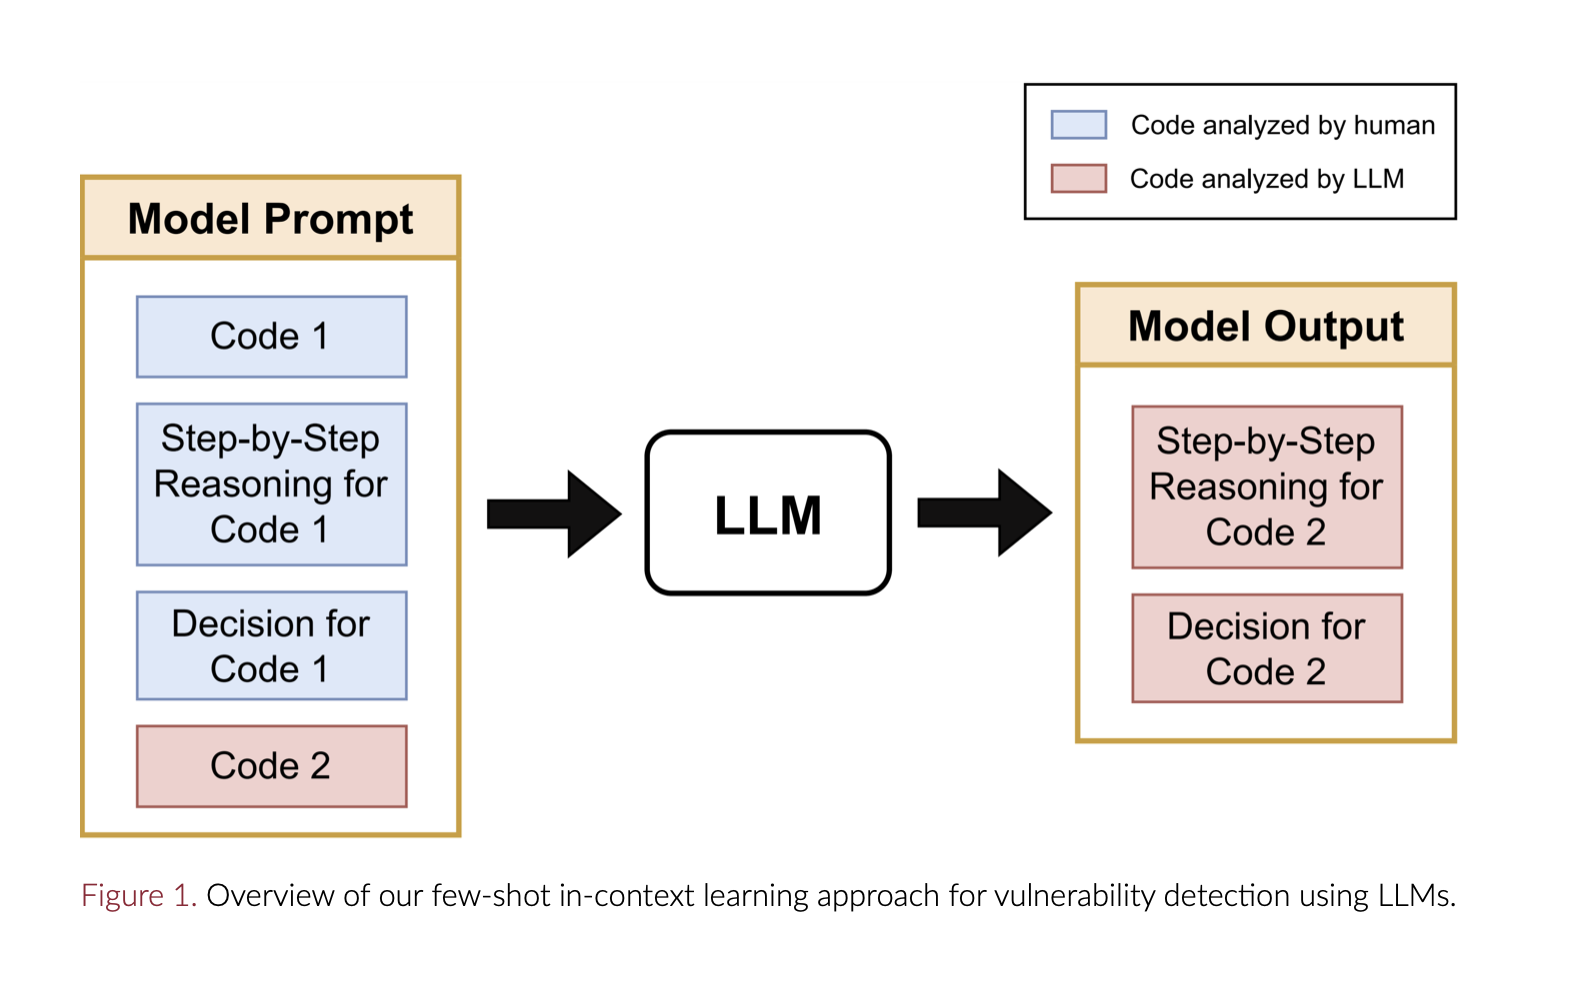 Code analyzed by human
Code analyzed by LLM
Model Prompt
Code 1
Step-by-Step
Reasoning for
Code 1
Decision for
Code 1
Code 2
LLM
Model Output
Step-by-Step
Reasoning for
Code 2
Decision for
Code 2
Figure 1. Overview of our few-shot in-context learning approach for vulnerability detection using LLMs.